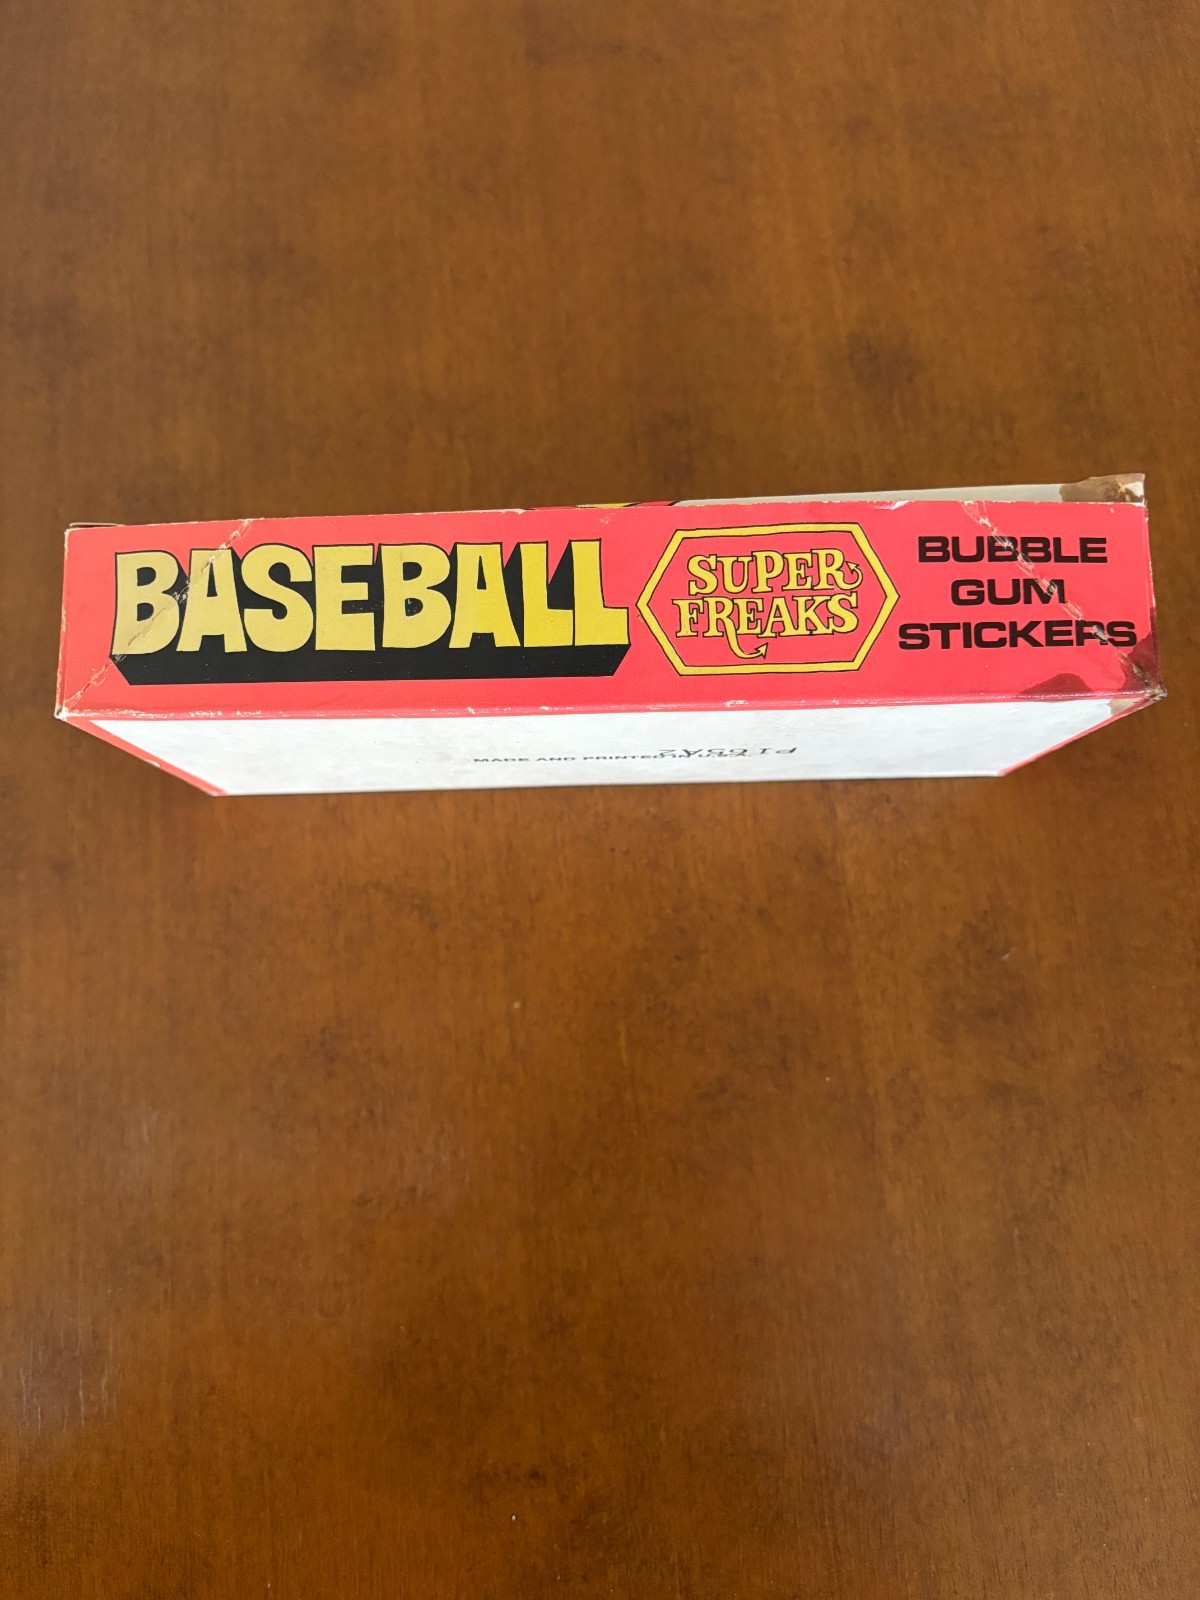 BASEBALL
SUPER
FREAKS
BUBBLE
GUM
STICKERS
MADE AND PRINTED IN U.S.A.